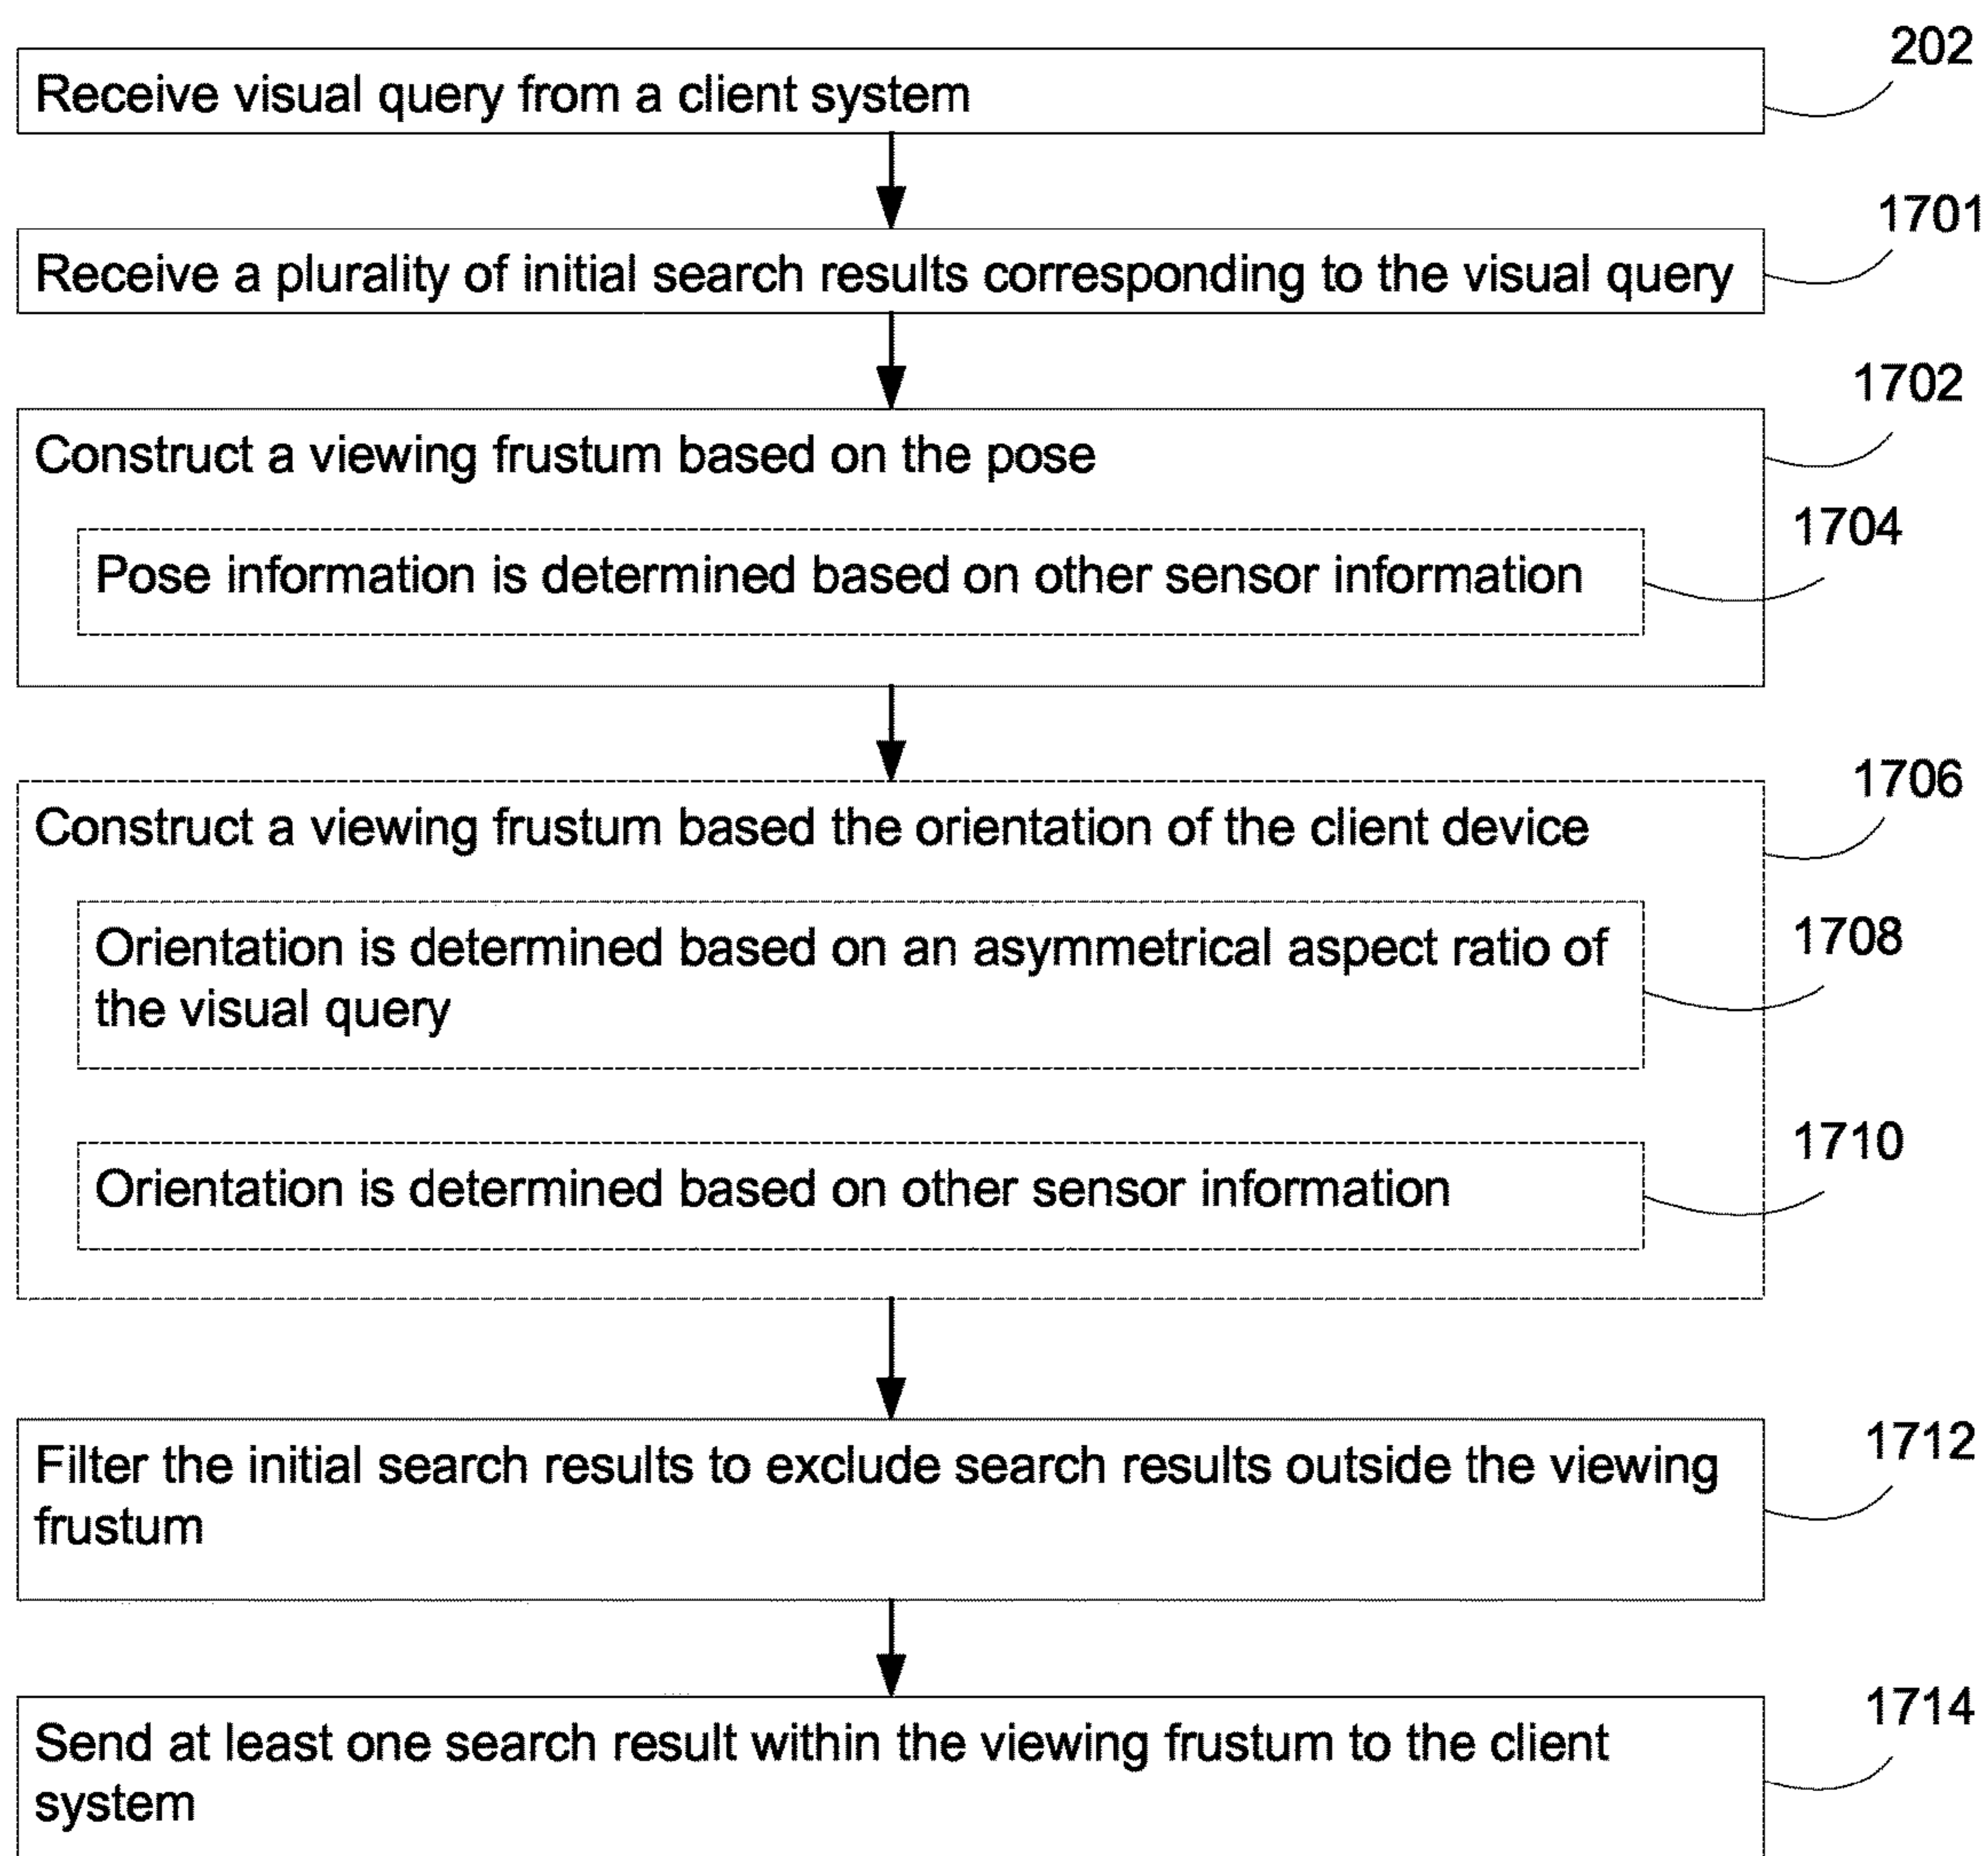 202
Receive visual query from a client system
1701
Receive a plurality of initial search results corresponding to the visual query
1702
Construct a viewing frustum based on the pose
1704
Pose information is determined based on other sensor information
1706
Construct a viewing frustum based the orientation of the client device
1708
Orientation is determined based on an asymmetrical aspect ratio of
the visual query
1710
Orientation is determined based on other sensor information
1712
Filter the initial search results to exclude search results outside the viewing
frustum
1714
Send at least one search result within the viewing frustum to the client
system